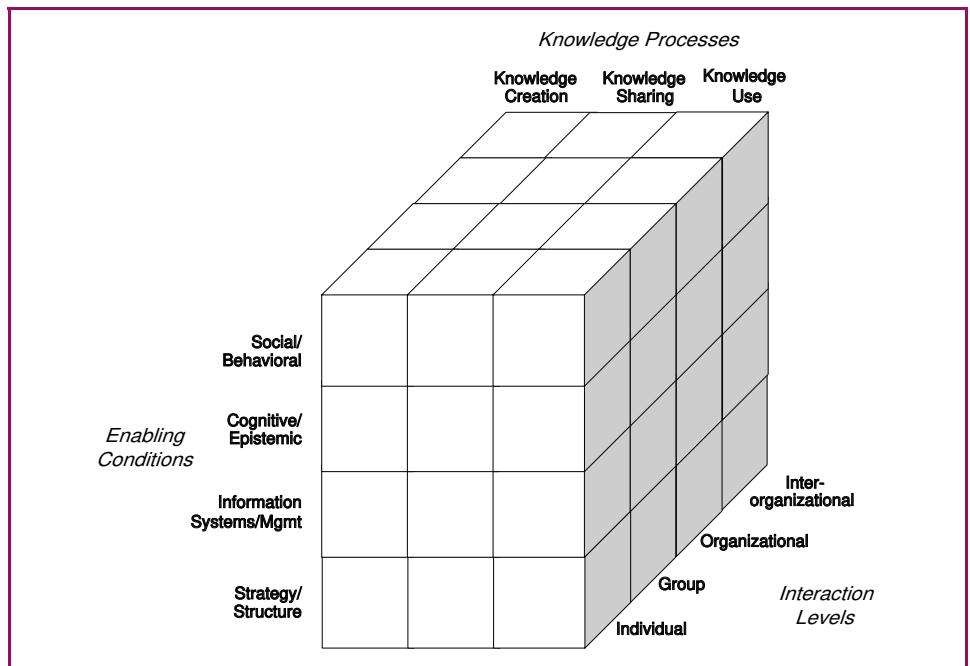 Knowledge Processes
Knowledge
Creation
Knowledge
Sharing
Knowledge
Use
Social/
Behavioral
Cognitive/
Epistemic
Enabling
Conditions
Information
Systems/Mgmt
Strategy/
Structure
Inter-
organizational
Organizational
Group
Individual
Interaction
Levels